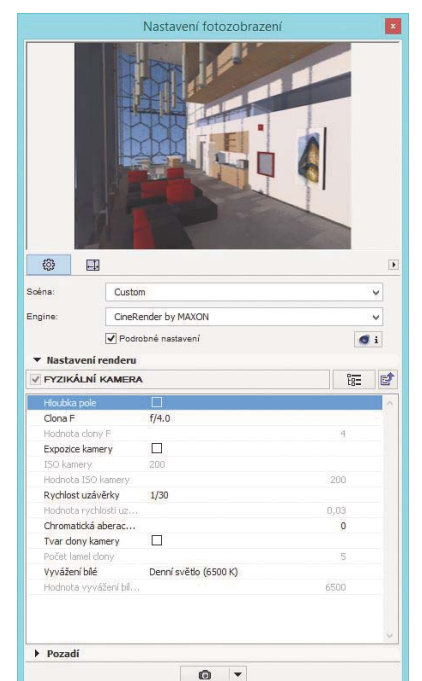 Nastavení fotozobrazení
x
Scéna: Custom
Engine: CineRender by MAXON
Podrobné nastavení i
Nastavení renderu
FYZIKÁLNÍ KAMERA
Hloubka pole
Clona F f/4.0
Hodnota clony F 4
Expozice kamery
ISO kamery 200
Hodnota ISO kamery 200
Rychlost uzávěrky 1/30
Hodnota rychlosti uz... 0,03
Chromatická aberac... 0
Tvar clony kamery
Počet lamel clony 5
Vyvážení bílé Denní světlo (6500 K)
Hodnota vyvážení bíl... 6500
Pozadí